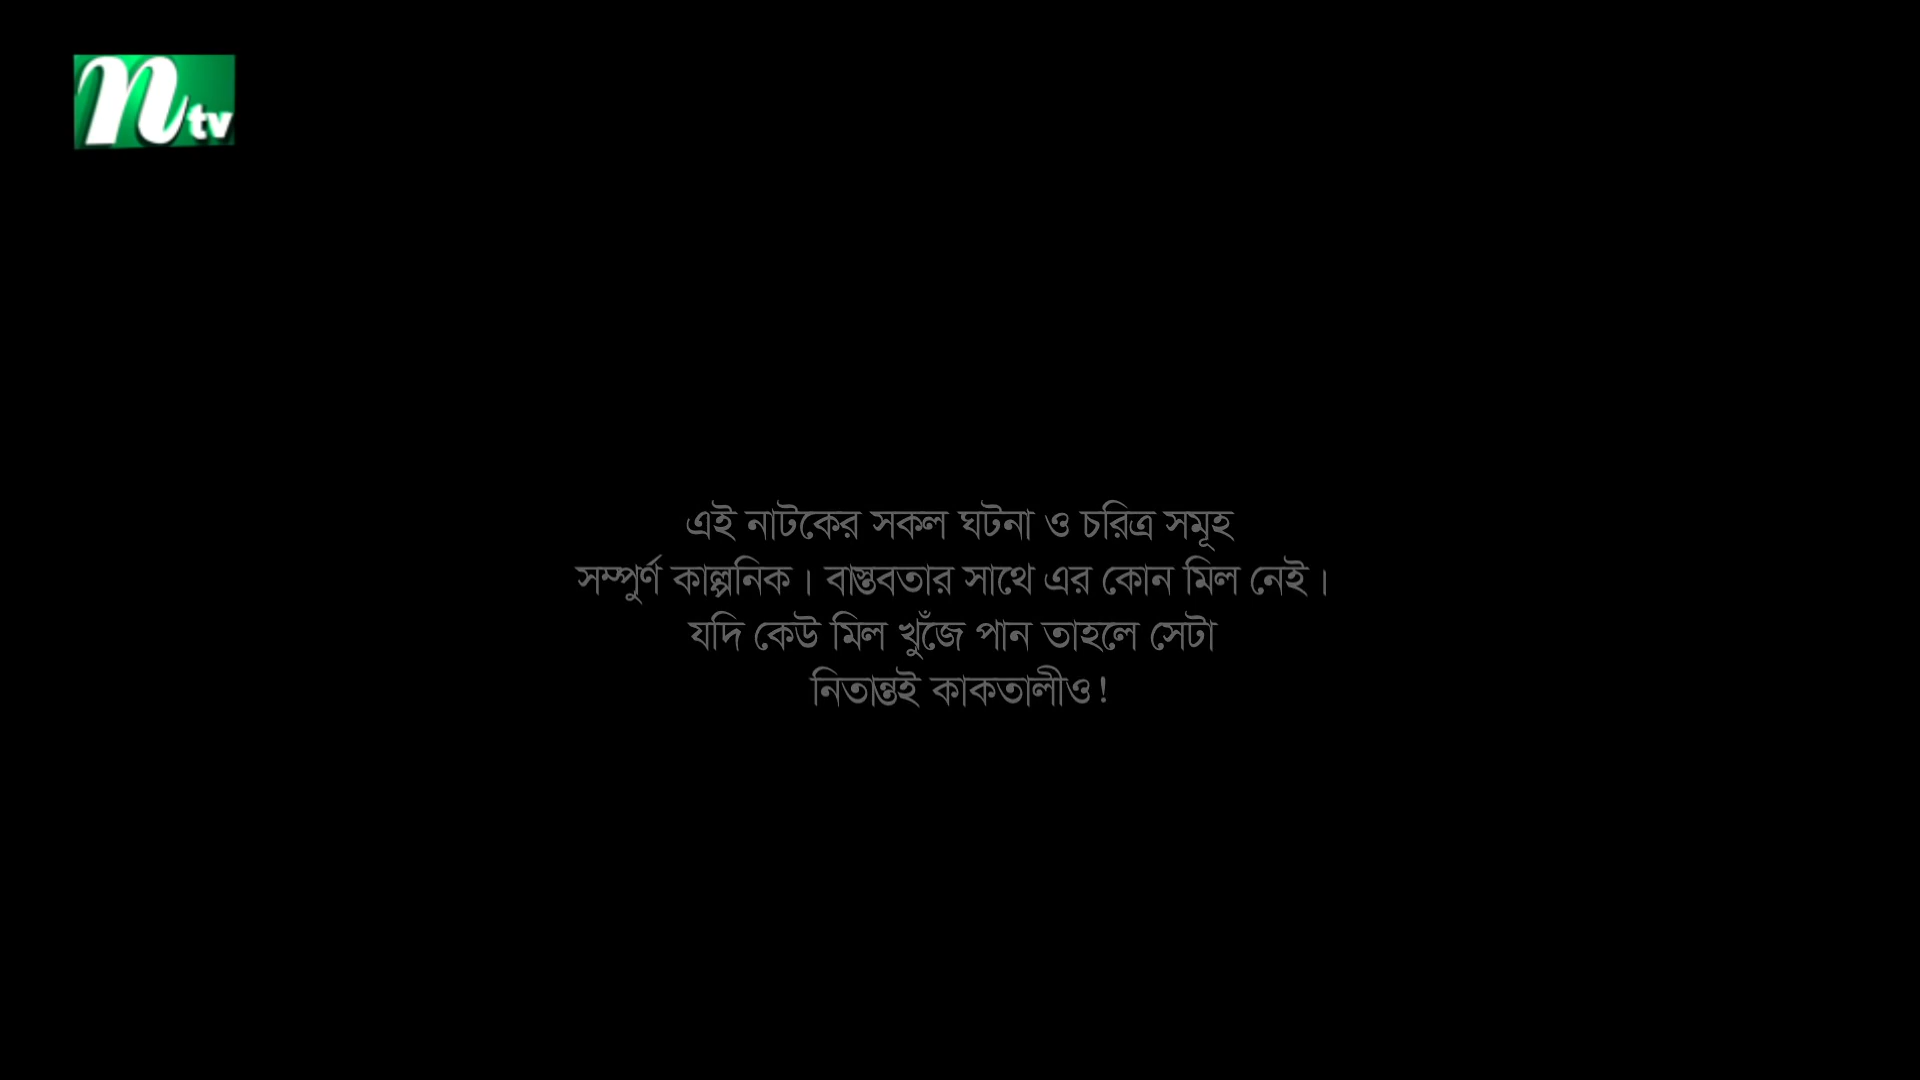 ntv
এই নাটকের সকল ঘটনা ও চরিত্র সমূহ
সম্পুর্ণ কাল্পনিক। বাস্তবতার সাথে এর কোন মিল নেই।
যদি কেউ মিল খুঁজে পান তাহলে সেটা
নিতান্তই কাকতালীও!